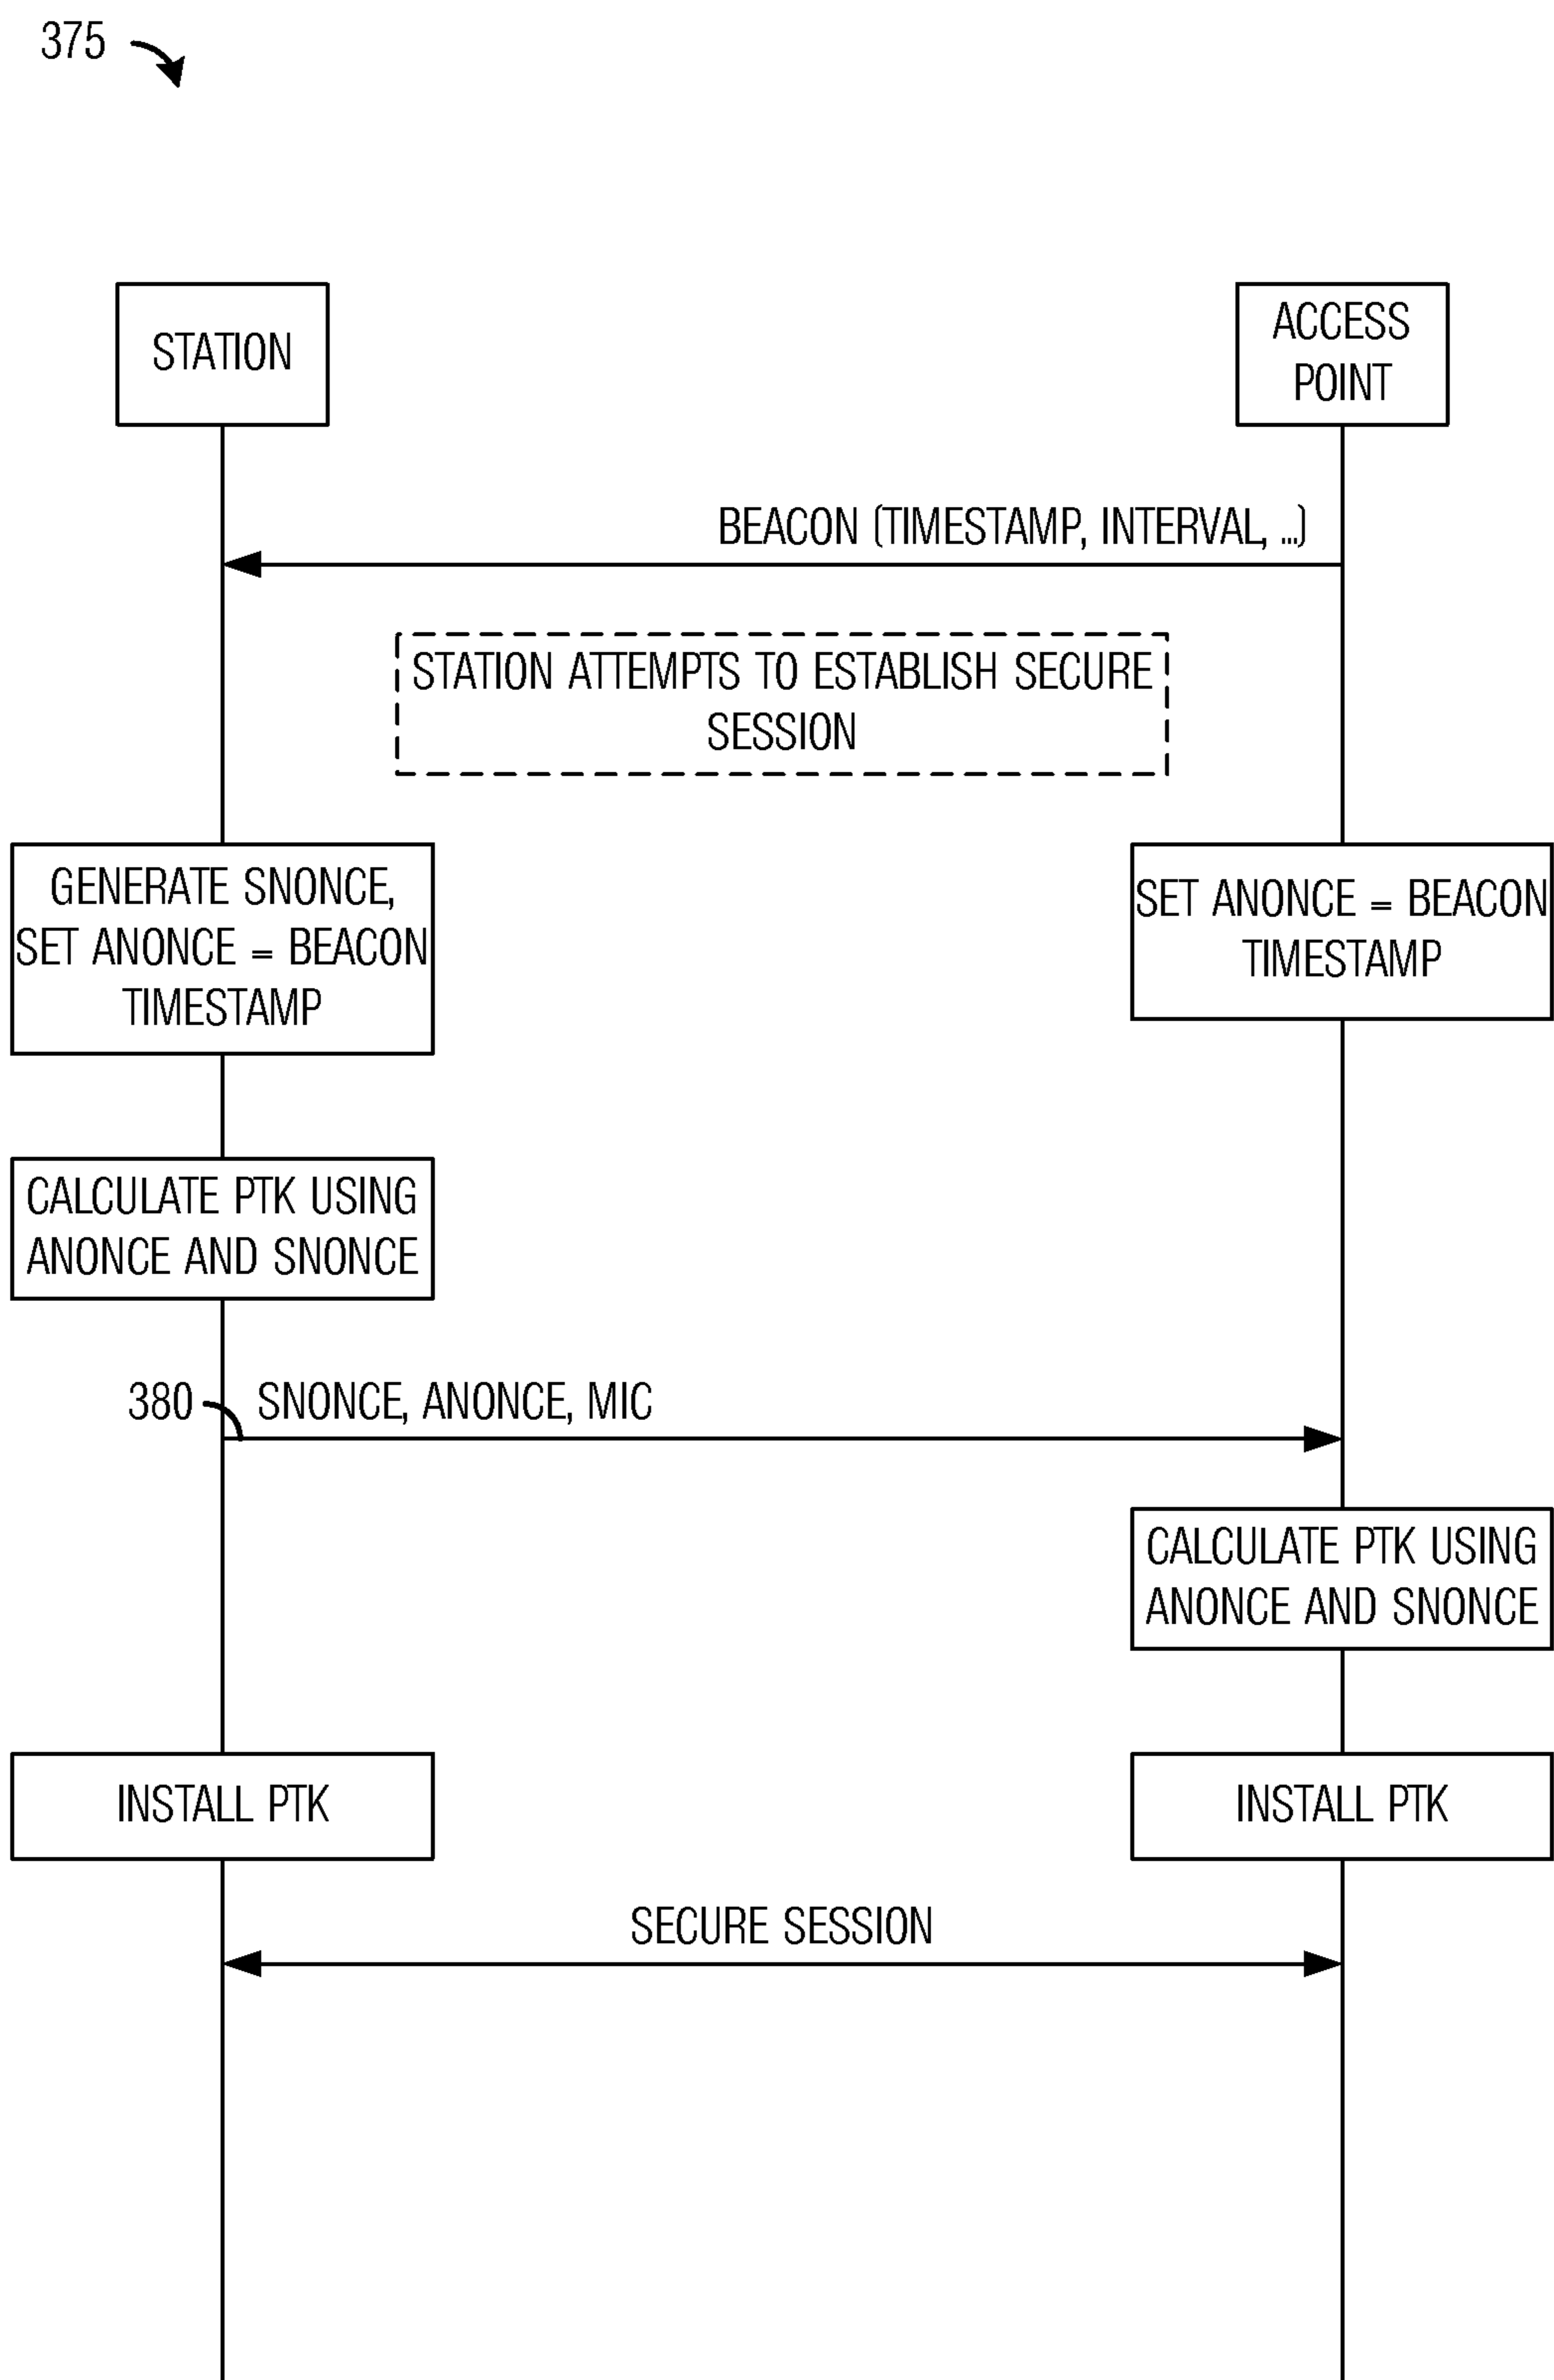 375
STATION
ACCESS
POINT
BEACON (TIMESTAMP, INTERVAL, ...)
STATION ATTEMPTS TO ESTABLISH SECURE
SESSION
GENERATE SNONCE,
SET ANONCE = BEACON
TIMESTAMP
SET ANONCE = BEACON
TIMESTAMP
CALCULATE PTK USING
ANONCE AND SNONCE
380
SNONCE, ANONCE, MIC
CALCULATE PTK USING
ANONCE AND SNONCE
INSTALL PTK
INSTALL PTK
SECURE SESSION